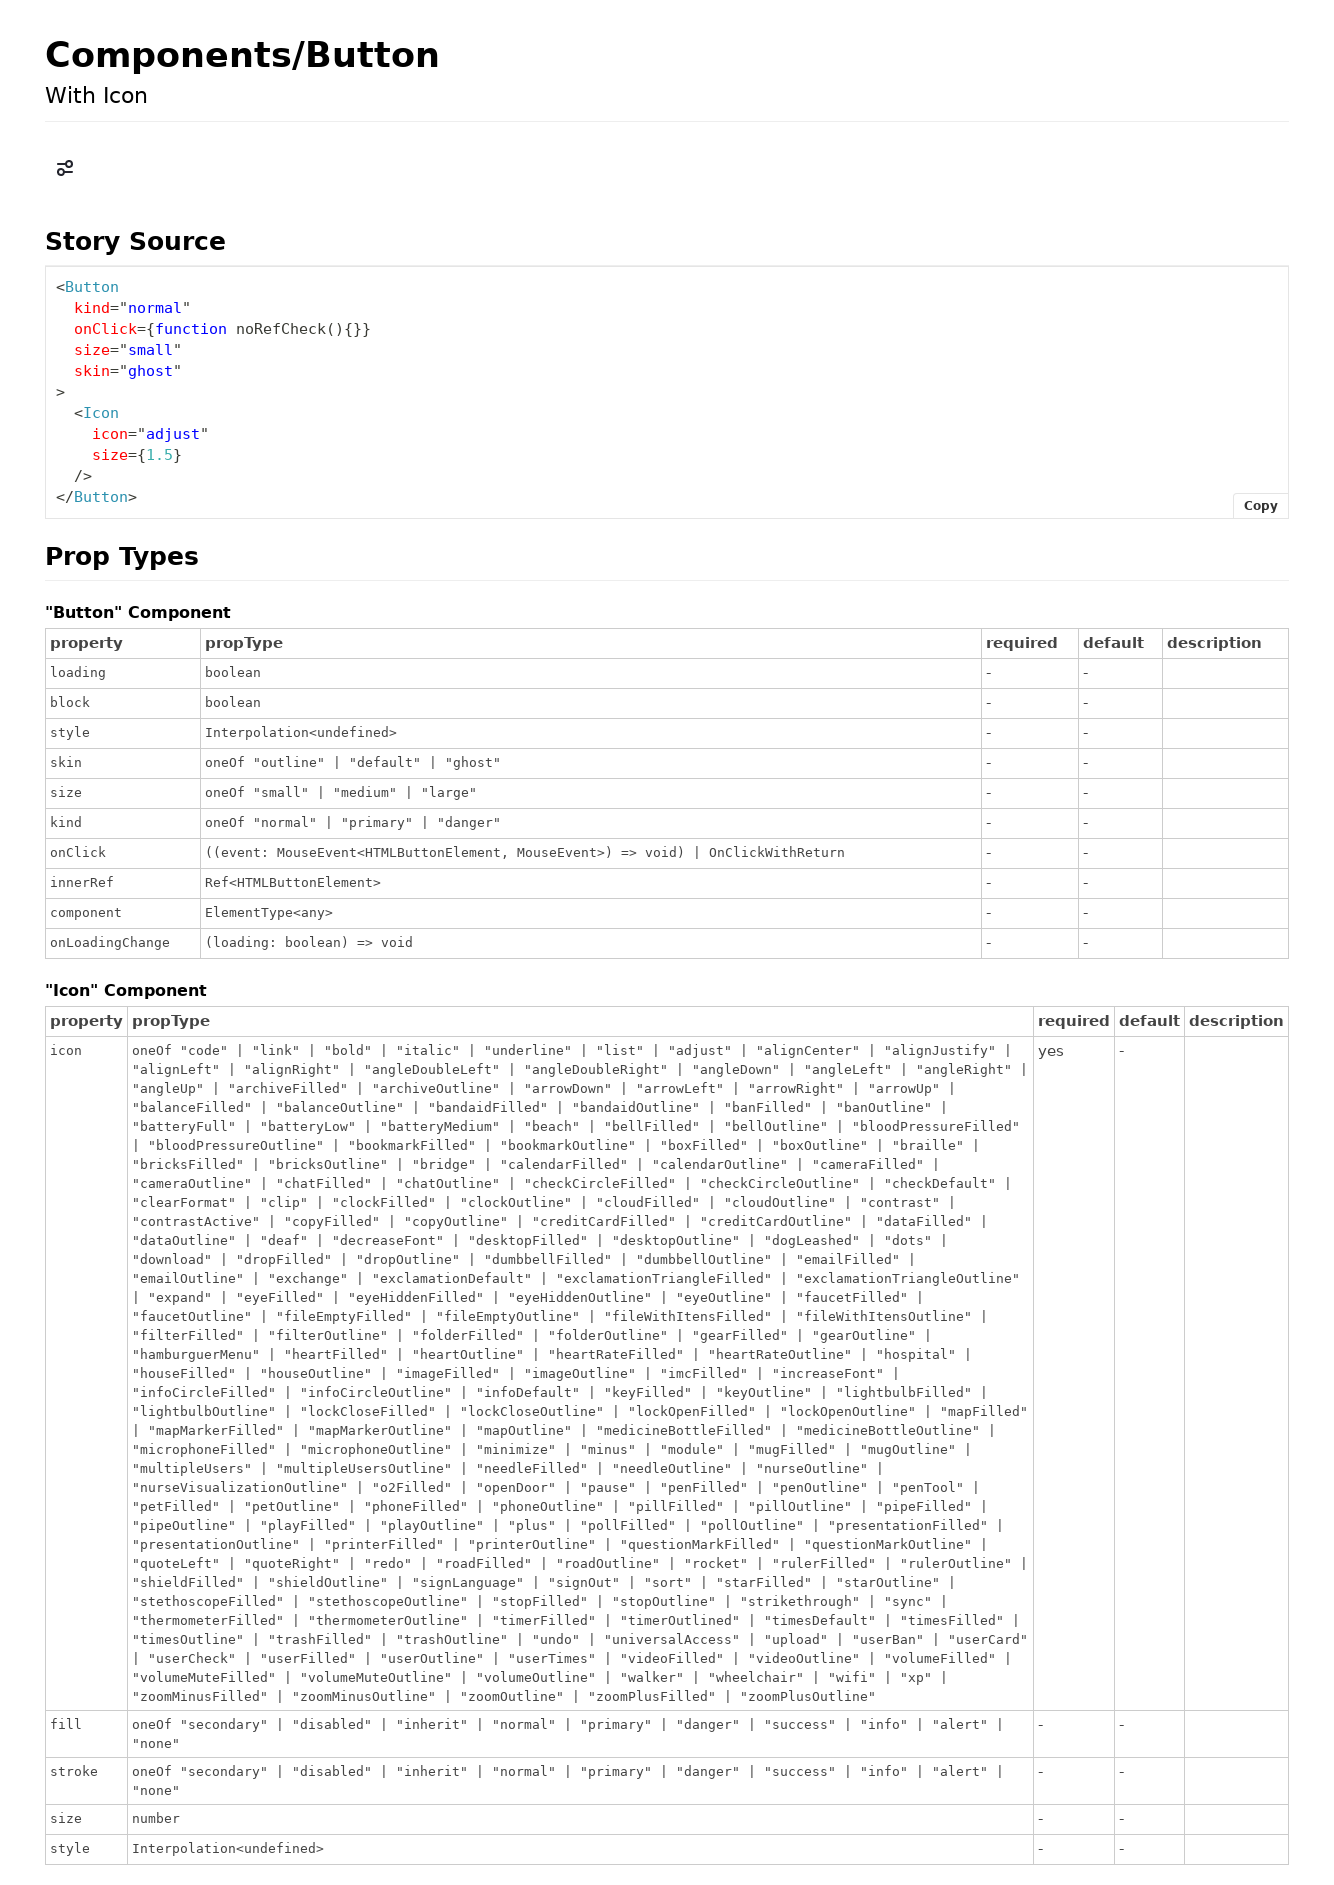 Components/Button
With Icon
Story Source
<Button
  kind="normal"
  onClick={function noRefCheck(){}}
  size="small"
  skin="ghost"
>
  <Icon
    icon="adjust"
    size={1.5}
  />
</Button>
Copy
Prop Types
"Button" Component
property propType required default description
loading boolean - -
block boolean - -
style Interpolation<undefined> - -
skin oneOf "outline" | "default" | "ghost" - -
size oneOf "small" | "medium" | "large" - -
kind oneOf "normal" | "primary" | "danger" - -
onClick ((event: MouseEvent<HTMLButtonElement, MouseEvent>) => void) | OnClickWithReturn - -
innerRef Ref<HTMLButtonElement> - -
component ElementType<any> - -
onLoadingChange (loading: boolean) => void - -
"Icon" Component
property propType required default description
icon oneOf "code" | "link" | "bold" | "italic" | "underline" | "list" | "adjust" | "alignCenter" | "alignJustify" | yes -
"alignLeft" | "alignRight" | "angleDoubleLeft" | "angleDoubleRight" | "angleDown" | "angleLeft" | "angleRight" |
"angleUp" | "archiveFilled" | "archiveOutline" | "arrowDown" | "arrowLeft" | "arrowRight" | "arrowUp" |
"balanceFilled" | "balanceOutline" | "bandaidFilled" | "bandaidOutline" | "banFilled" | "banOutline" |
"batteryFull" | "batteryLow" | "batteryMedium" | "beach" | "bellFilled" | "bellOutline" | "bloodPressureFilled"
| "bloodPressureOutline" | "bookmarkFilled" | "bookmarkOutline" | "boxFilled" | "boxOutline" | "braille" |
"bricksFilled" | "bricksOutline" | "bridge" | "calendarFilled" | "calendarOutline" | "cameraFilled" |
"cameraOutline" | "chatFilled" | "chatOutline" | "checkCircleFilled" | "checkCircleOutline" | "checkDefault" |
"clearFormat" | "clip" | "clockFilled" | "clockOutline" | "cloudFilled" | "cloudOutline" | "contrast" |
"contrastActive" | "copyFilled" | "copyOutline" | "creditCardFilled" | "creditCardOutline" | "dataFilled" |
"dataOutline" | "deaf" | "decreaseFont" | "desktopFilled" | "desktopOutline" | "dogLeashed" | "dots" |
"download" | "dropFilled" | "dropOutline" | "dumbbellFilled" | "dumbbellOutline" | "emailFilled" |
"emailOutline" | "exchange" | "exclamationDefault" | "exclamationTriangleFilled" | "exclamationTriangleOutline"
| "expand" | "eyeFilled" | "eyeHiddenFilled" | "eyeHiddenOutline" | "eyeOutline" | "faucetFilled" |
"faucetOutline" | "fileEmptyFilled" | "fileEmptyOutline" | "fileWithItensFilled" | "fileWithItensOutline" |
"filterFilled" | "filterOutline" | "folderFilled" | "folderOutline" | "gearFilled" | "gearOutline" |
"hamburguerMenu" | "heartFilled" | "heartOutline" | "heartRateFilled" | "heartRateOutline" | "hospital" |
"houseFilled" | "houseOutline" | "imageFilled" | "imageOutline" | "imcFilled" | "increaseFont" |
"infoCircleFilled" | "infoCircleOutline" | "infoDefault" | "keyFilled" | "keyOutline" | "lightbulbFilled" |
"lightbulbOutline" | "lockCloseFilled" | "lockCloseOutline" | "lockOpenFilled" | "lockOpenOutline" | "mapFilled"
| "mapMarkerFilled" | "mapMarkerOutline" | "mapOutline" | "medicineBottleFilled" | "medicineBottleOutline" |
"microphoneFilled" | "microphoneOutline" | "minimize" | "minus" | "module" | "mugFilled" | "mugOutline" |
"multipleUsers" | "multipleUsersOutline" | "needleFilled" | "needleOutline" | "nurseOutline" |
"nurseVisualizationOutline" | "o2Filled" | "openDoor" | "pause" | "penFilled" | "penOutline" | "penTool" |
"petFilled" | "petOutline" | "phoneFilled" | "phoneOutline" | "pillFilled" | "pillOutline" | "pipeFilled" |
"pipeOutline" | "playFilled" | "playOutline" | "plus" | "pollFilled" | "pollOutline" | "presentationFilled" |
"presentationOutline" | "printerFilled" | "printerOutline" | "questionMarkFilled" | "questionMarkOutline" |
"quoteLeft" | "quoteRight" | "redo" | "roadFilled" | "roadOutline" | "rocket" | "rulerFilled" | "rulerOutline" |
"shieldFilled" | "shieldOutline" | "signLanguage" | "signOut" | "sort" | "starFilled" | "starOutline" |
"stethoscopeFilled" | "stethoscopeOutline" | "stopFilled" | "stopOutline" | "strikethrough" | "sync" |
"thermometerFilled" | "thermometerOutline" | "timerFilled" | "timerOutlined" | "timesDefault" | "timesFilled" |
"timesOutline" | "trashFilled" | "trashOutline" | "undo" | "universalAccess" | "upload" | "userBan" | "userCard"
| "userCheck" | "userFilled" | "userOutline" | "userTimes" | "videoFilled" | "videoOutline" | "volumeFilled" |
"volumeMuteFilled" | "volumeMuteOutline" | "volumeOutline" | "walker" | "wheelchair" | "wifi" | "xp" |
"zoomMinusFilled" | "zoomMinusOutline" | "zoomOutline" | "zoomPlusFilled" | "zoomPlusOutline"
fill oneOf "secondary" | "disabled" | "inherit" | "normal" | "primary" | "danger" | "success" | "info" | "alert" | - -
"none"
stroke oneOf "secondary" | "disabled" | "inherit" | "normal" | "primary" | "danger" | "success" | "info" | "alert" | - -
"none"
size number - -
style Interpolation<undefined> - -